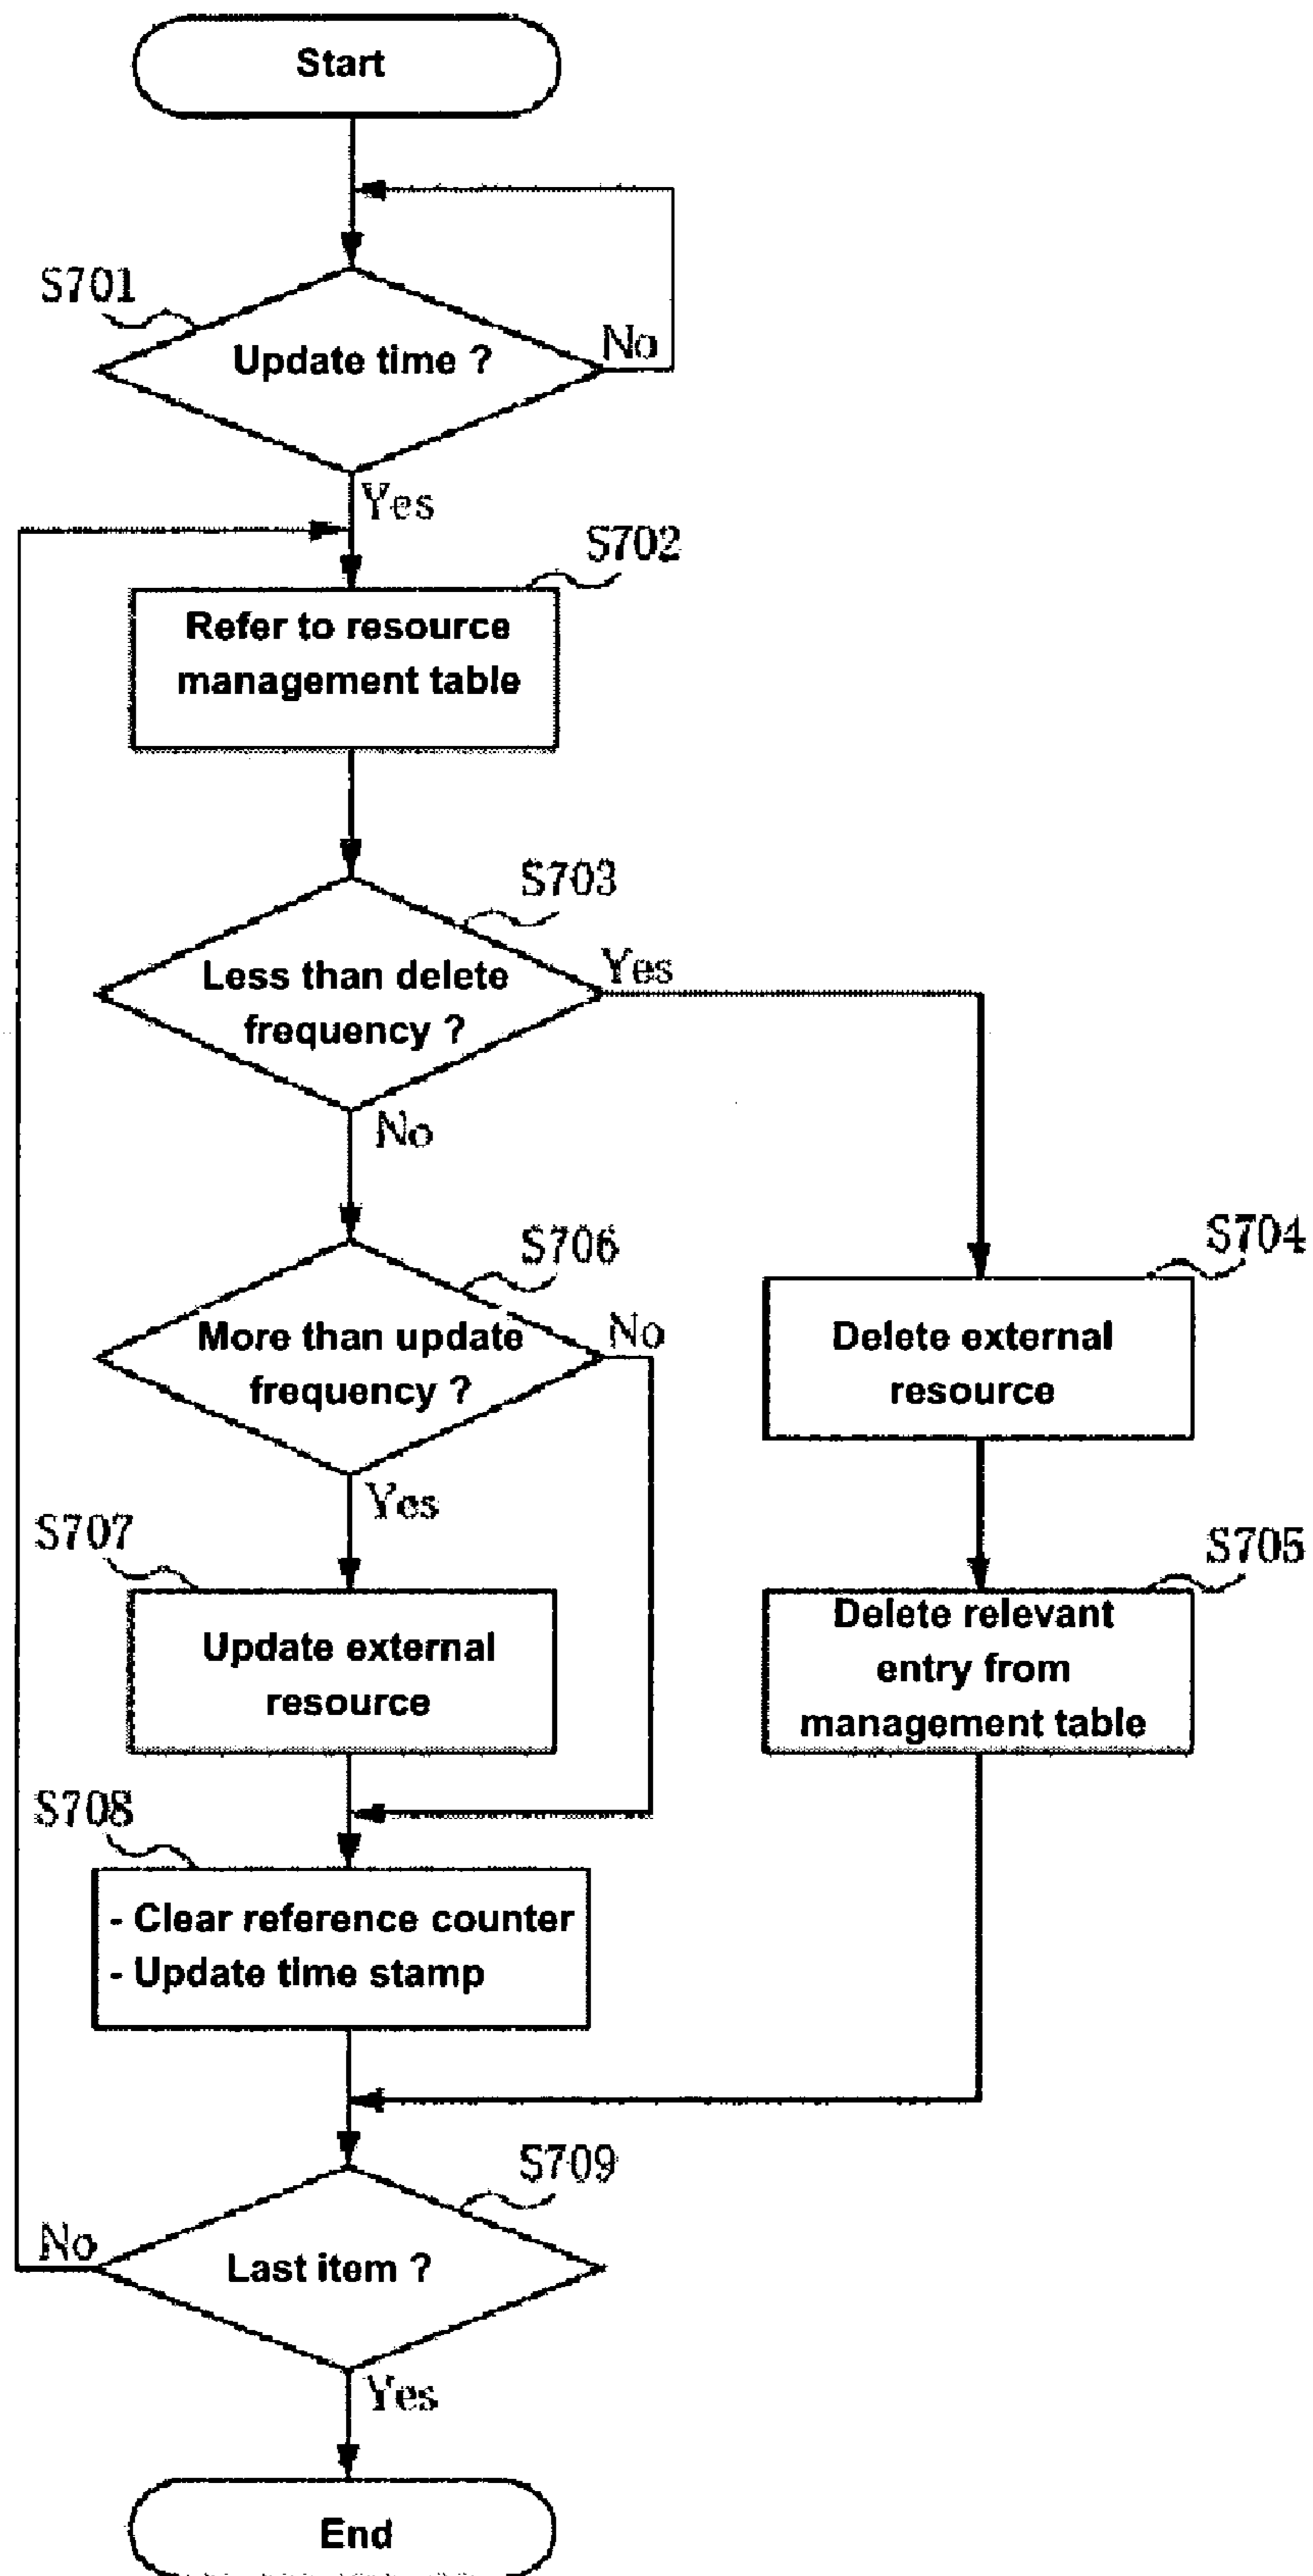 Start
S701
Update time ?
No
Yes
S702
Refer to resource
management table
S703
Less than delete
frequency ?
Yes
No
S706
More than update
frequency ?
No
Yes
S704
Delete external
resource
S707
Update external
resource
S705
Delete relevant
entry from
management table
S708
- Clear reference counter
- Update time stamp
S709
Last item ?
No
Yes
End